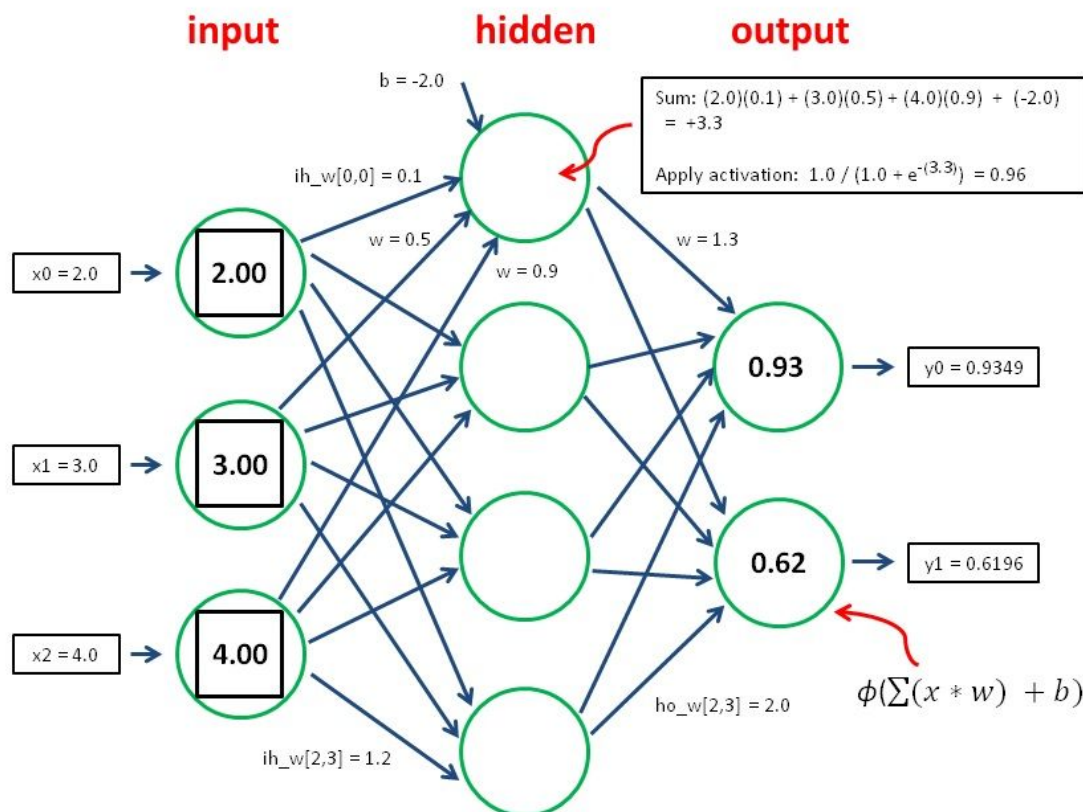 input hidden output
b = -2.0
Sum: (2.0)(0.1) + (3.0)(0.5) + (4.0)(0.9) + (-2.0)
= +3.3
Apply activation: 1.0 / (1.0 + e^-(3.3)) = 0.96
ih_w[0,0] = 0.1
w = 0.5
w = 0.9
w = 1.3
x0 = 2.0
2.00
0.93
y0 = 0.9349
x1 = 3.0
3.00
0.62
y1 = 0.6196
x2 = 4.0
4.00
ϕ(∑(x * w) + b)
ho_w[2,3] = 2.0
ih_w[2,3] = 1.2